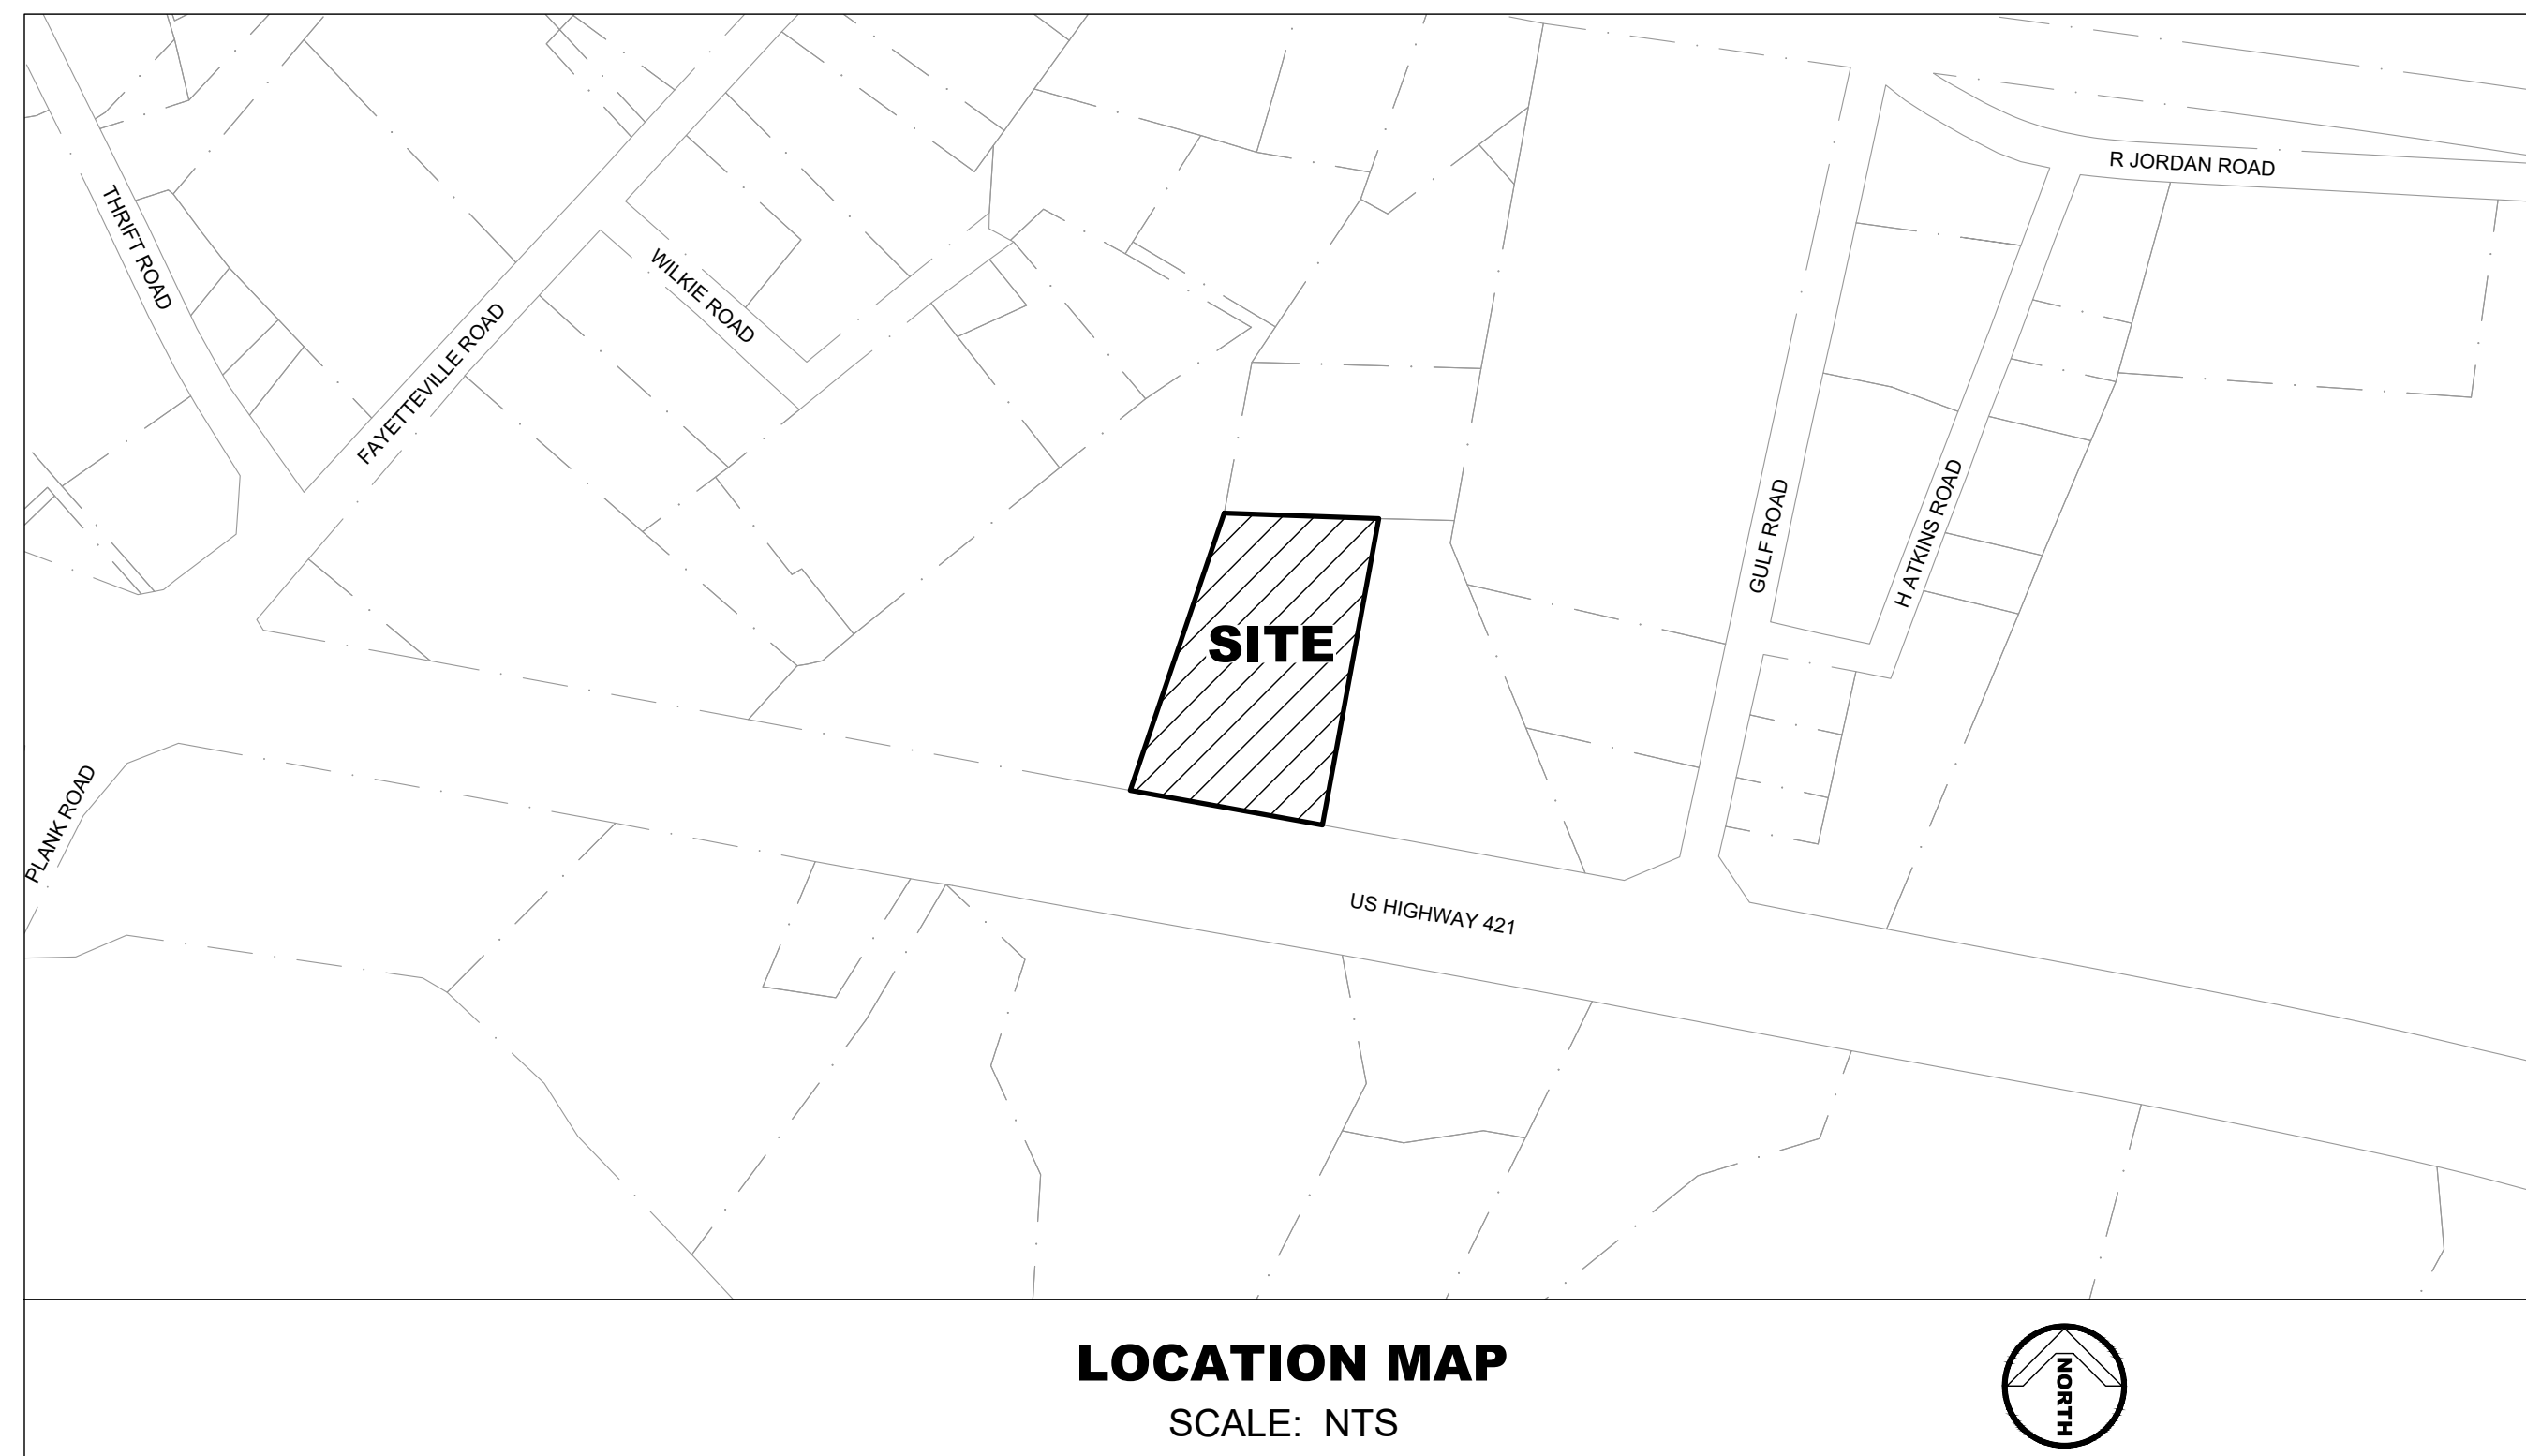 R JORDAN ROAD
THRIFT ROAD
WILKIE ROAD
FAYETTEVILLE ROAD
GULF ROAD
H ATKINS ROAD
SITE
PLANK ROAD
US HIGHWAY 421
LOCATION MAP
SCALE: NTS
NORTH